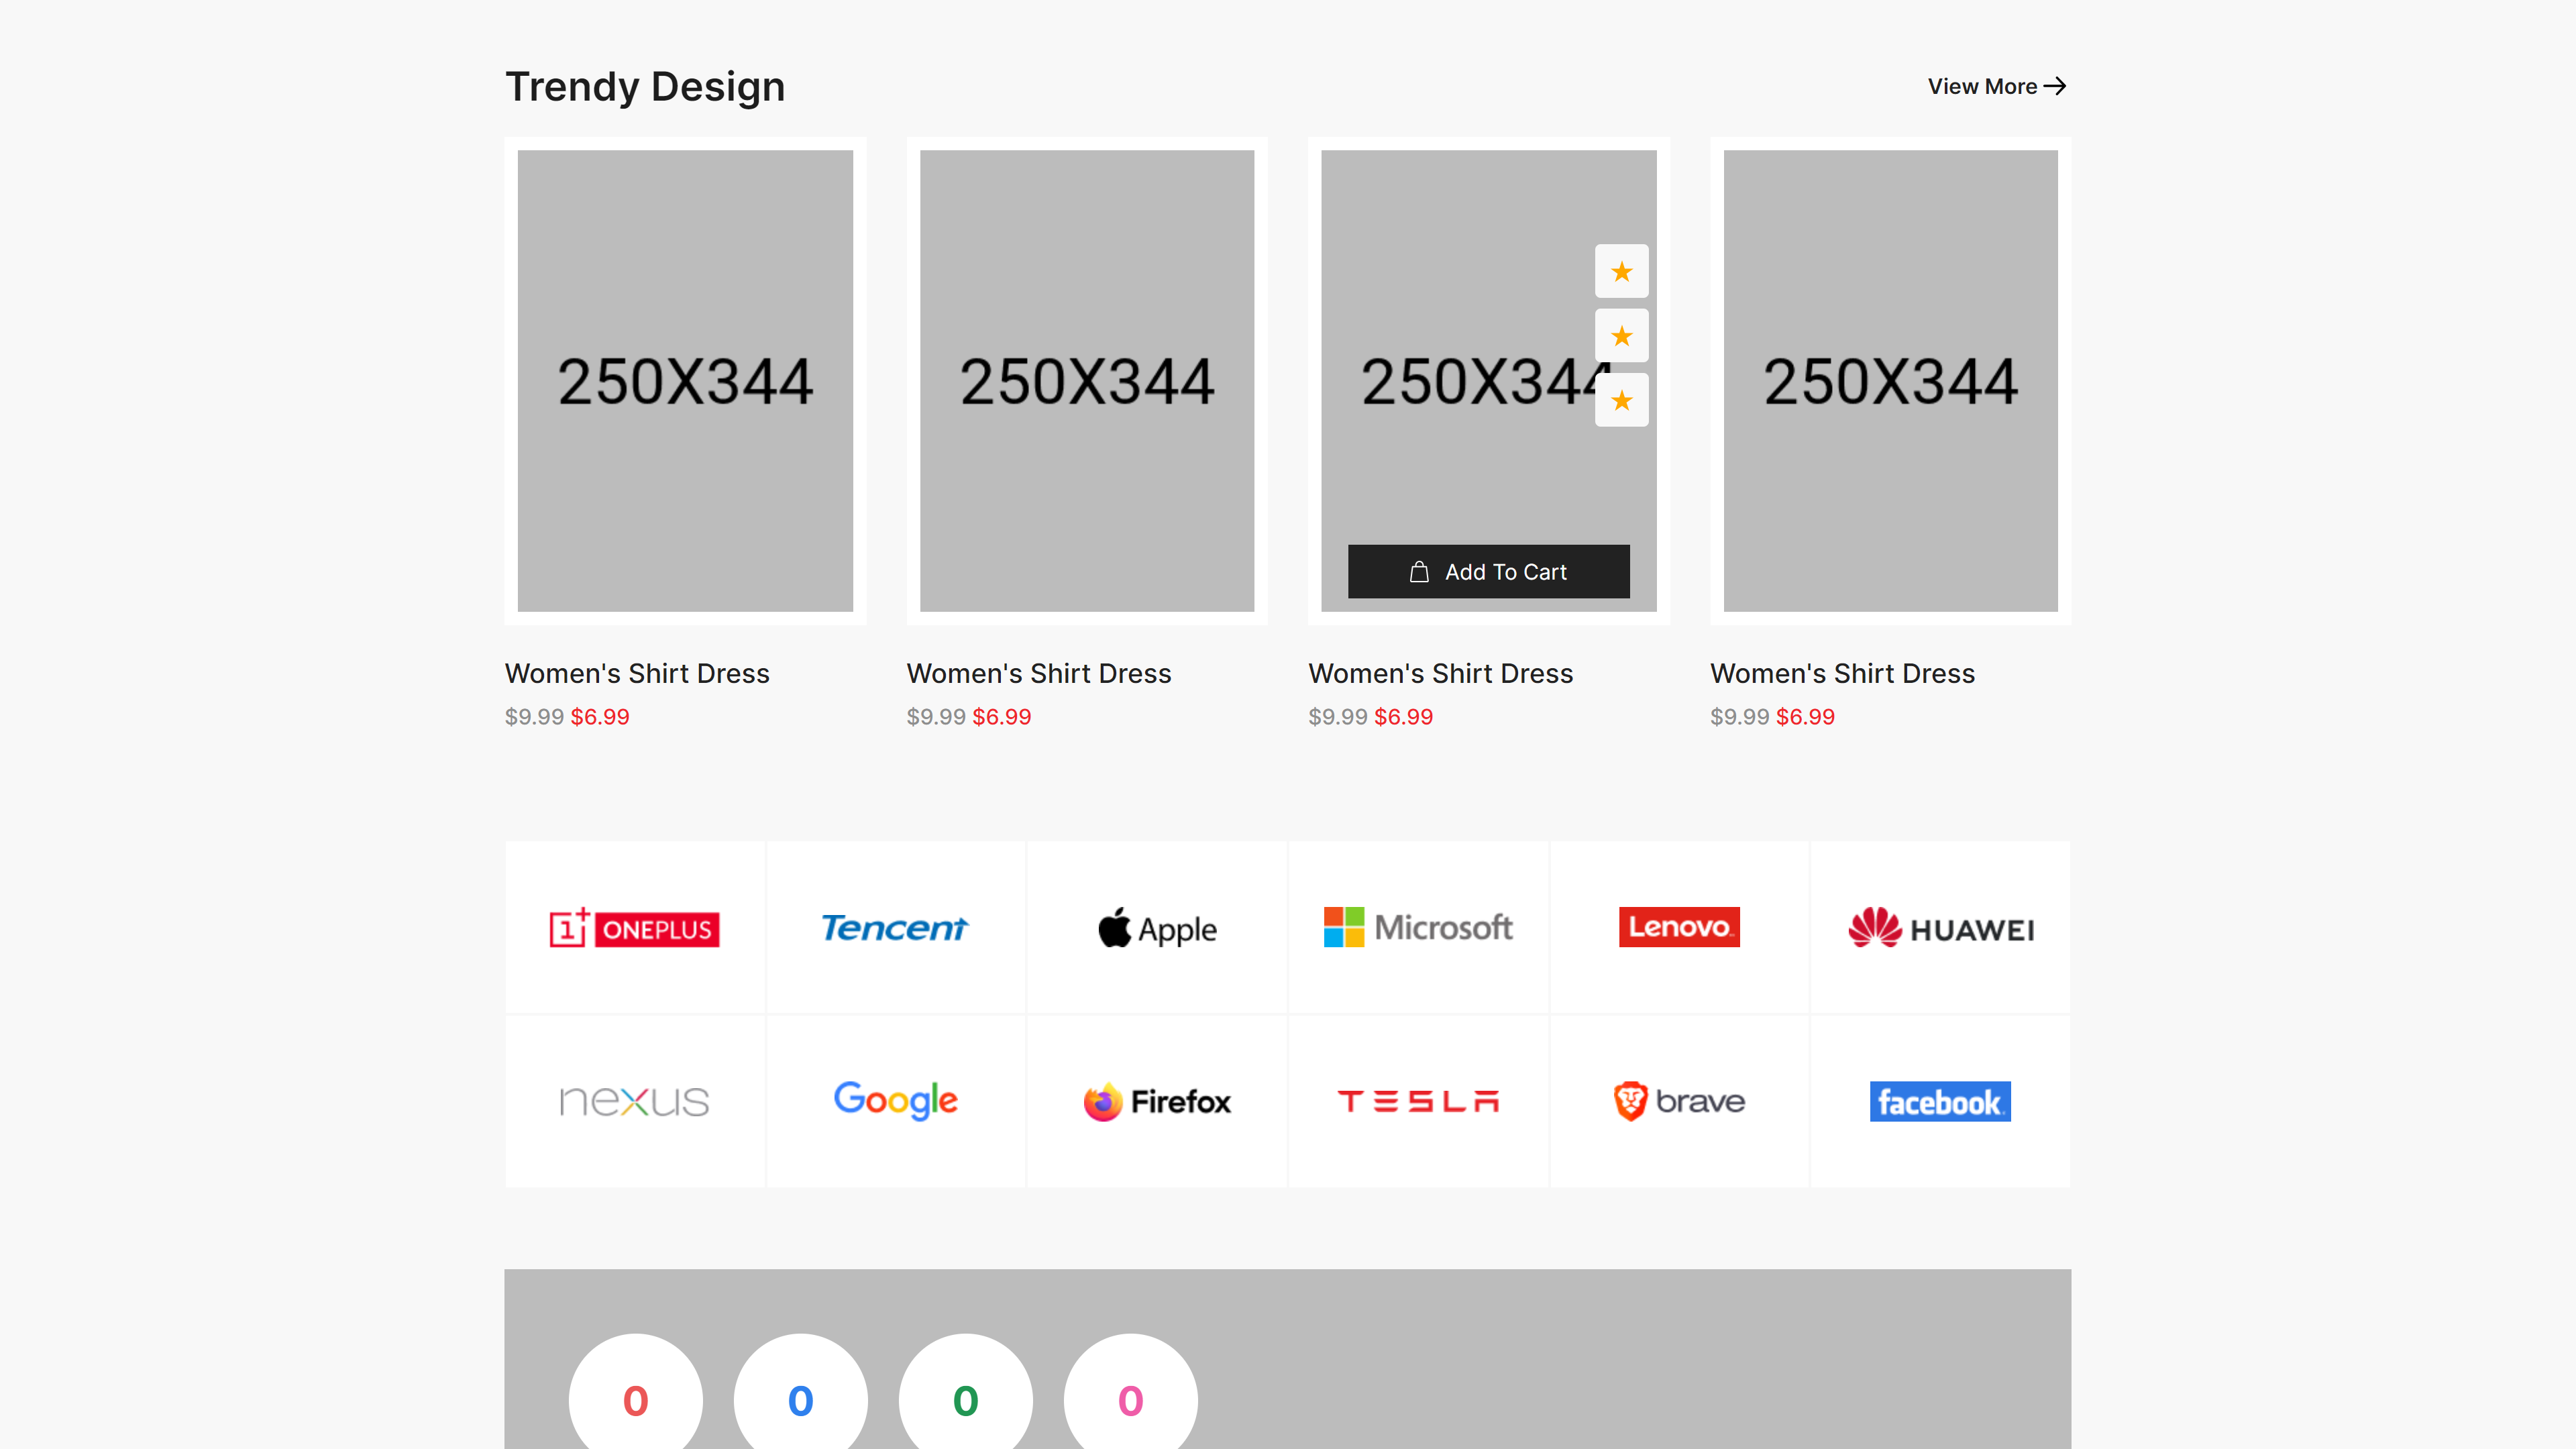 Trendy Design
View More
250X344
250X344
250X344
250X344
Add To Cart
Women's Shirt Dress
$9.99 $6.99
Women's Shirt Dress
$9.99 $6.99
Women's Shirt Dress
$9.99 $6.99
Women's Shirt Dress
$9.99 $6.99
1+ ONEPLUS
Tencent
Apple
Microsoft
Lenovo
HUAWEI
nexus
Google
Firefox
TESLA
brave
facebook
0
0
0
0